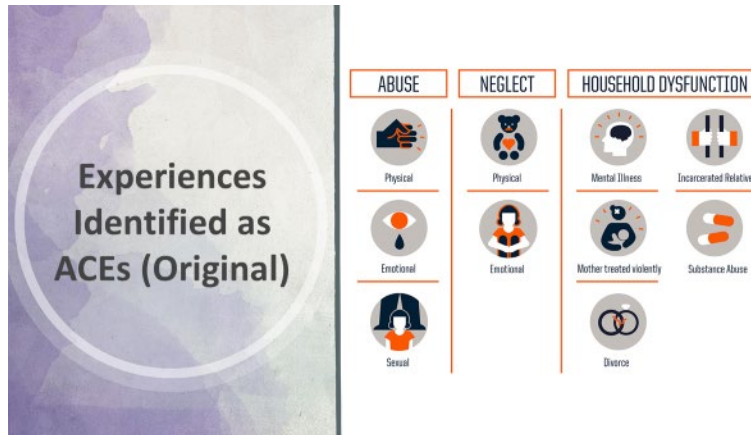 Experiences
Identified as
ACEs (Original)
ABUSE
Physical
Emotional
Sexual
NEGLECT
Physical
Emotional
HOUSEHOLD DYSFUNCTION
Mental Illness
Incarcerated Relative
Mother treated violently
Substance Abuse
Divorce